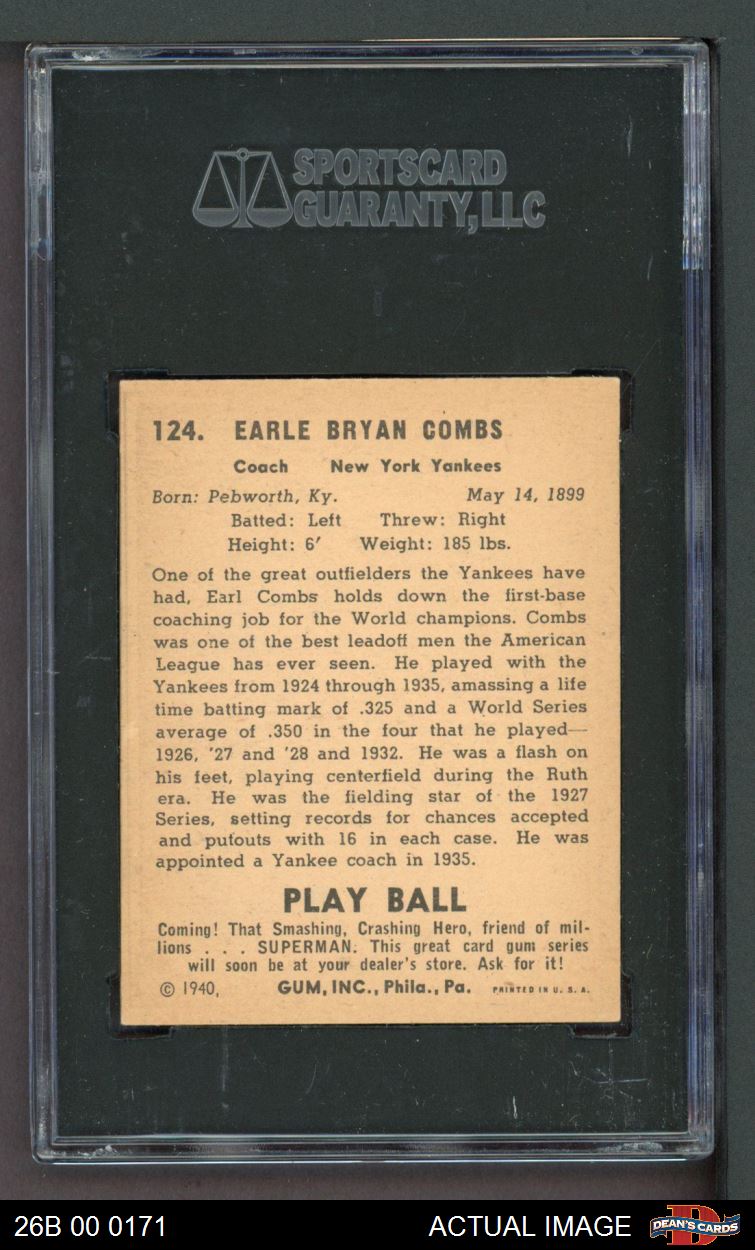 SPORTSCARD
GUARANTY, LLC
124. EARLE BRYAN COMBS
Coach New York Yankees
Born: Pebworth, Ky. May 14, 1899
Batted: Left Threw: Right
Height: 6′ Weight: 185 lbs.
One of the great outfielders the Yankees have
had, Earl Combs holds down the first-base
coaching job for the World champions. Combs
was one of the best leadoff men the American
League has ever seen. He played with the
Yankees from 1924 through 1935, amassing a life
time batting mark of .325 and a World Series
average of .350 in the four that he played—
1926, '27 and '28 and 1932. He was a flash on
his feet, playing centerfield during the Ruth
era. He was the fielding star of the 1927
Series, setting records for chances accepted
and putouts with 16 in each case. He was
appointed a Yankee coach in 1935.
PLAY BALL
Coming! That Smashing, Crashing Hero, friend of mil-
lions . . . SUPERMAN. This great card gum series
will soon be at your dealer's store. Ask for it!
© 1940, GUM, INC., Phila., Pa. PRINTED IN U. S. A.
26B 00 0171 ACTUAL IMAGE D DEAN'S CARDS